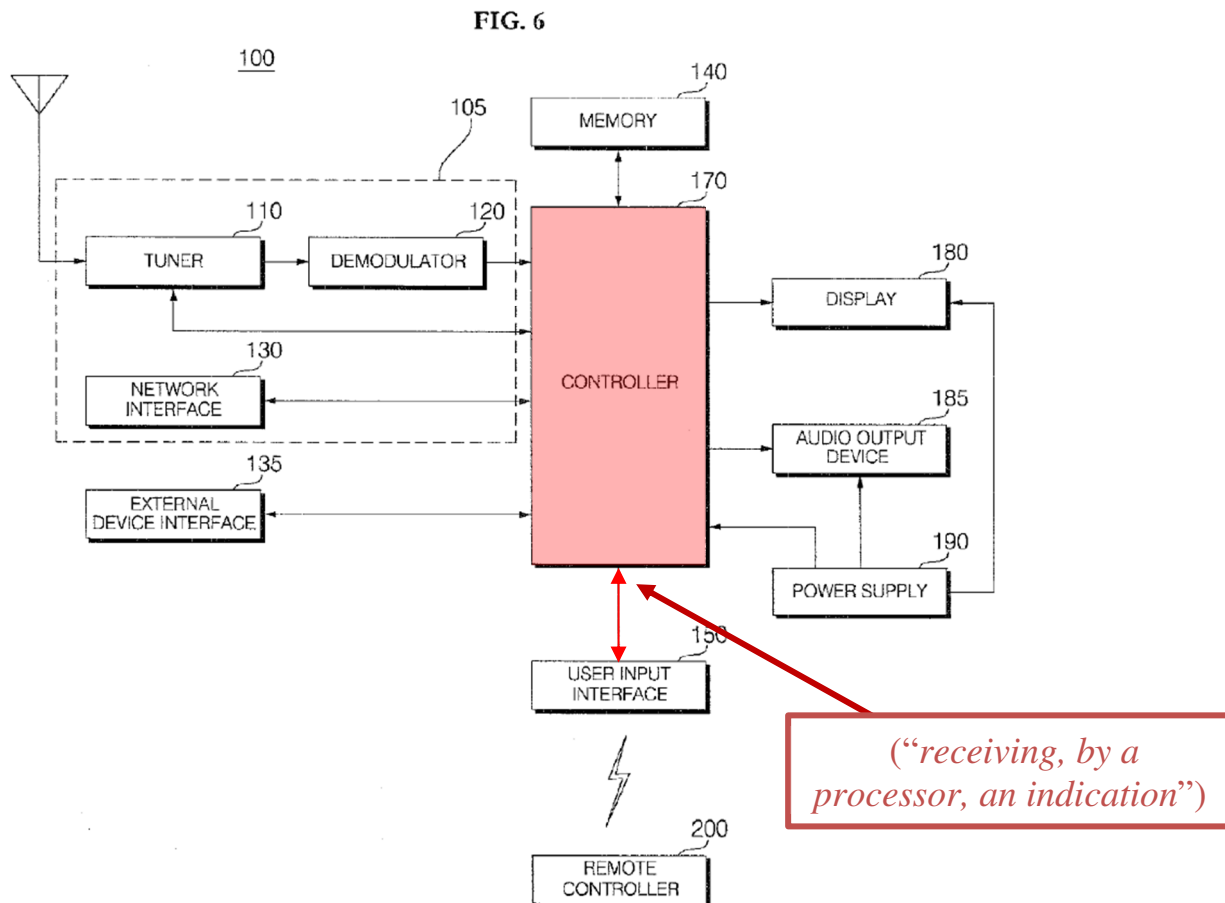 FIG. 6
100
140
MEMORY
105
170
110
TUNER
120
DEMODULATOR
180
DISPLAY
130
NETWORK
INTERFACE
CONTROLLER
185
AUDIO OUTPUT
DEVICE
135
EXTERNAL
DEVICE INTERFACE
190
POWER SUPPLY
150
USER INPUT
INTERFACE
(“receiving, by a
processor, an indication”)
200
REMOTE
CONTROLLER